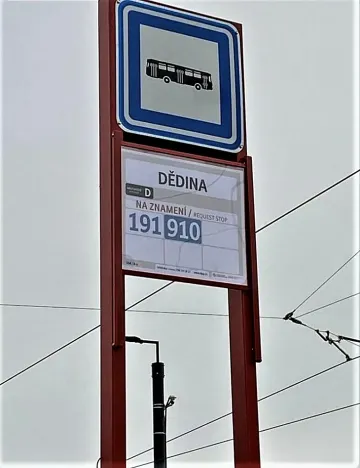 DĚDINA
D
NA ZNAMENÍ / REQUEST STOP
191 910